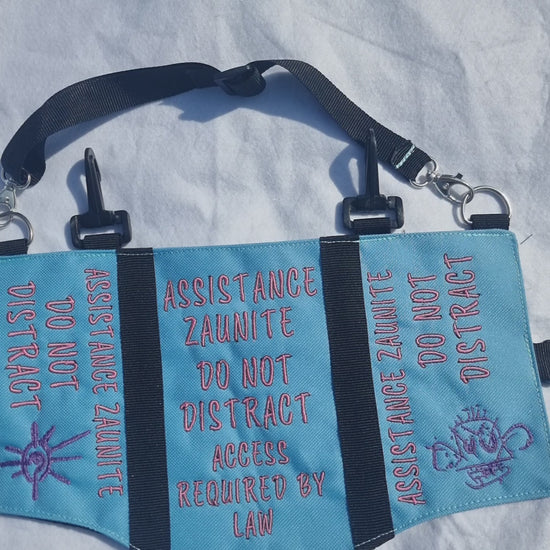 ASSISTANCE ZAUNITE
DO NOT
DISTRACT
ASSISTANCE
ZAUNITE
DO NOT
DISTRACT
ACCESS
REQUIRED BY
LAW
ASSISTANCE ZAUNITE
DO NOT
DISTRACT